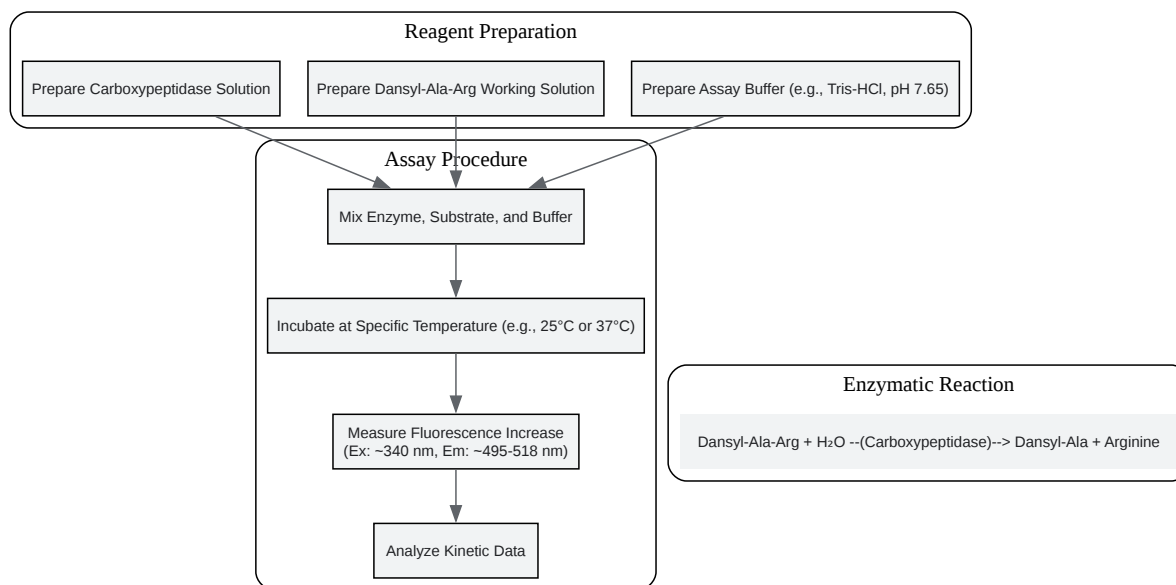 Reagent Preparation
Prepare Carboxypeptidase Solution
Prepare Dansyl-Ala-Arg Working Solution
Prepare Assay Buffer (e.g., Tris-HCl, pH 7.65)
Assay Procedure
Mix Enzyme, Substrate, and Buffer
Incubate at Specific Temperature (e.g., 25°C or 37°C)
Measure Fluorescence Increase
(Ex: ~340 nm, Em: ~495-518 nm)
Analyze Kinetic Data
Enzymatic Reaction
Dansyl-Ala-Arg + H₂O --(Carboxypeptidase)--> Dansyl-Ala + Arginine